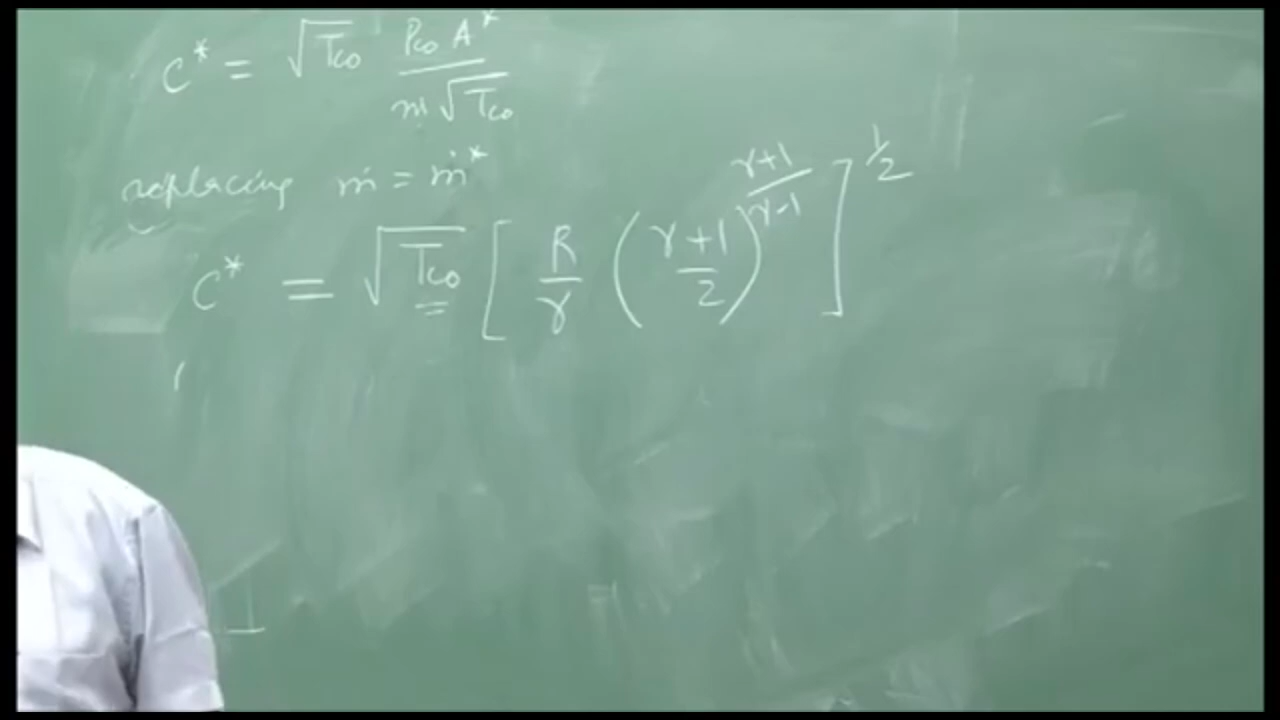 C* = √Tco Pco A* / ṁ √Tco
replacing ṁ = ṁ*
C* = √Tco [ R/γ ( γ+1/2 )^γ+1/γ-1 ]^1/2
(